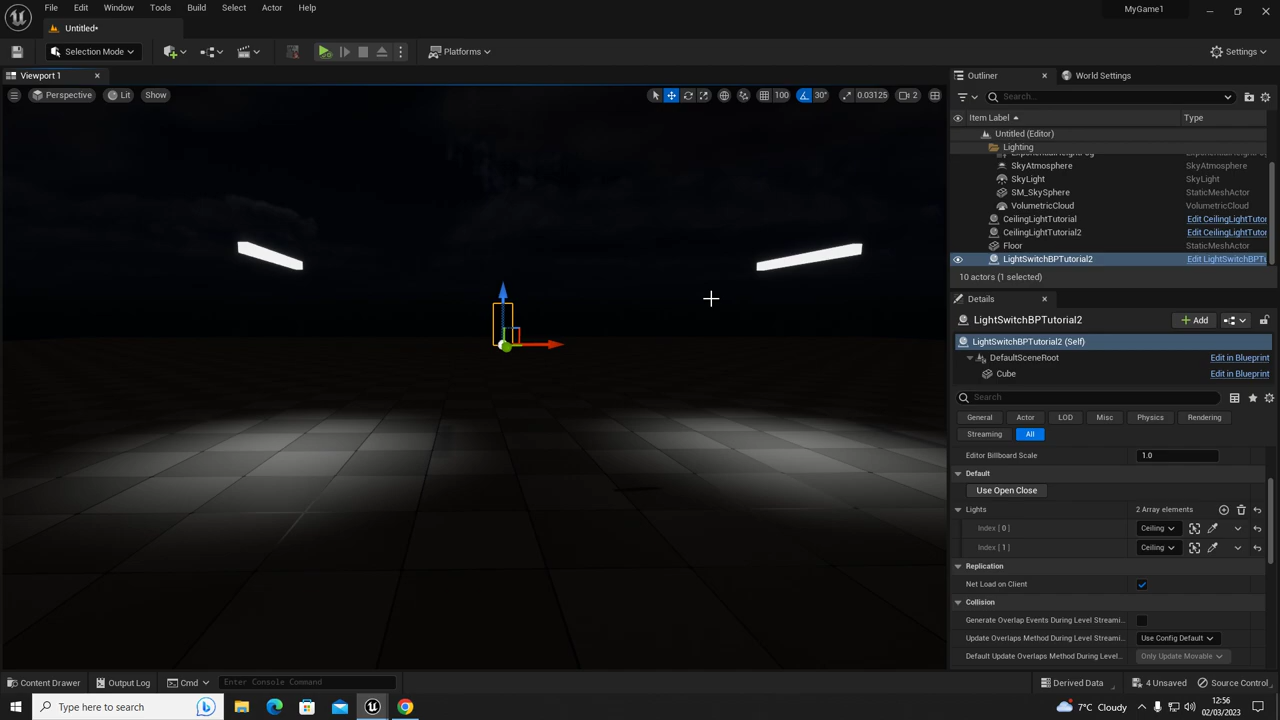 File Edit Window Tools Build Select Actor Help
MyGame1
Untitled*
Selection Mode
Platforms
Settings
Viewport 1
Perspective Lit Show
100 30° 0.03125 2
Outliner World Settings
Search...
Item Label Type
Untitled (Editor)
Lighting
SkyAtmosphere SkyAtmosphere
SkyLight SkyLight
SM_SkySphere StaticMeshActor
VolumetricCloud VolumetricCloud
CeilingLightTutorial Edit CeilingLightTutor
CeilingLightTutorial2 Edit CeilingLightTutor
Floor StaticMeshActor
LightSwitchBPTutorial2 Edit LightSwitchBPTu
10 actors (1 selected)
Details
LightSwitchBPTutorial2 Add
LightSwitchBPTutorial2 (Self)
DefaultSceneRoot Edit in Blueprint
Cube Edit in Blueprint
Search
General Actor LOD Misc Physics Rendering
Streaming All
Editor Billboard Scale 1.0
Default
Use Open Close
Lights 2 Array elements
Index [ 0 ] Ceiling
Index [ 1 ] Ceiling
Replication
Net Load on Client
Collision
Generate Overlap Events During Level Streami...
Update Overlaps Method During Level Streami... Use Config Default
Default Update Overlaps Method During Level... Only Update Movable
Content Drawer Output Log Cmd Enter Console Command Derived Data 4 Unsaved Source Control
Type here to search 7°C Cloudy 12:56
02/03/2023